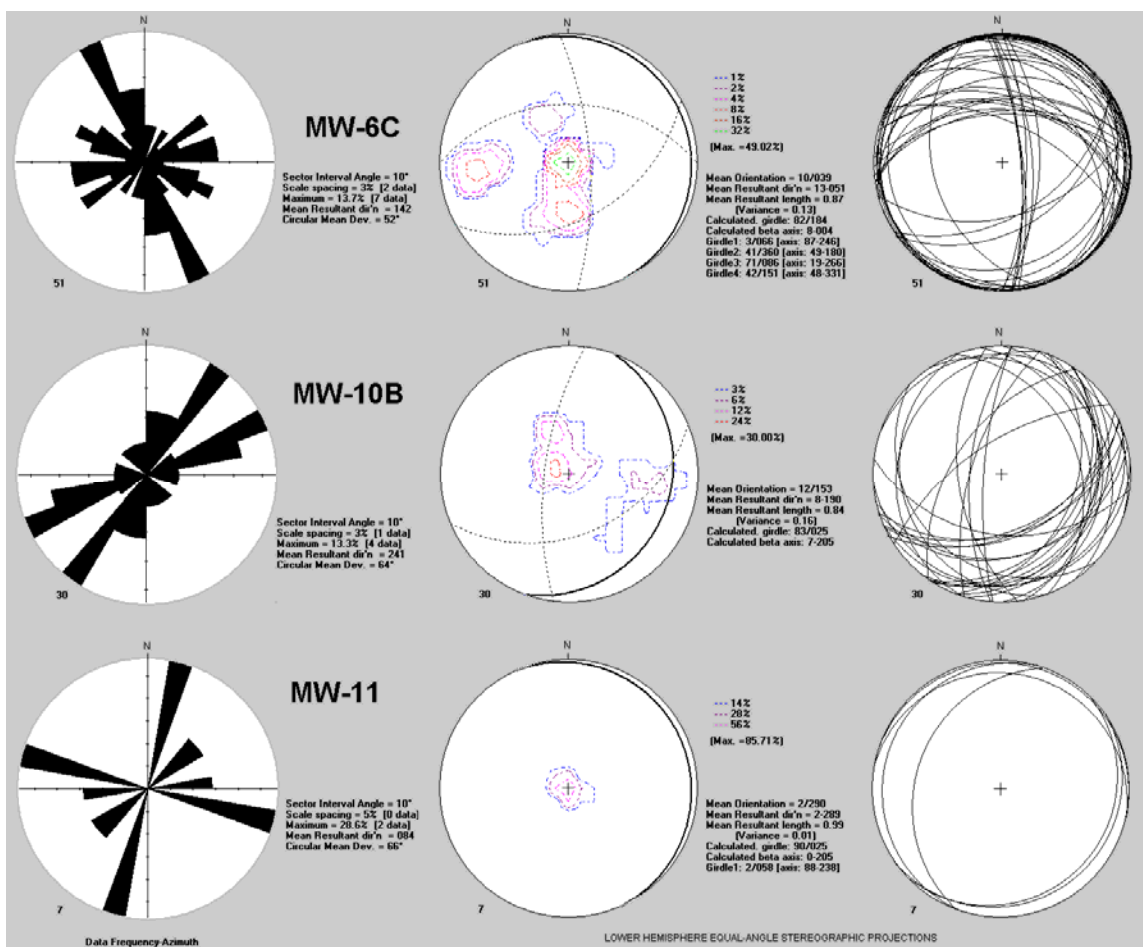 N
N
N
MW-6C
Sector Interval Angle = 10°
Scale spacing = 3% [2 data]
Maximum = 13.7% [7 data]
Mean Resultant dir'n = 142
Circular Mean Dev. = 52°
51
1%
2%
4%
8%
16%
32%
(Max. =49.02%)
Mean Orientation = 10/039
Mean Resultant dir'n = 13-051
Mean Resultant length = 0.87
(Variance = 0.13)
Calculated. girdle: 82/184
Calculated beta axis: 8-004
Girdle1: 3/066 [axis: 87-246]
Girdle2: 41/360 [axis: 49-180]
Girdle3: 71/086 [axis: 19-266]
Girdle4: 42/151 [axis: 48-331]
51
51
N
N
N
MW-10B
Sector Interval Angle = 10°
Scale spacing = 3% [1 data]
Maximum = 13.3% [4 data]
Mean Resultant dir'n = 241
Circular Mean Dev. = 64°
30
3%
6%
12%
24%
(Max. =30.00%)
Mean Orientation = 12/153
Mean Resultant dir'n = 8-190
Mean Resultant length = 0.84
(Variance = 0.16)
Calculated. girdle: 83/025
Calculated beta axis: 7-205
30
30
N
N
N
MW-11
Sector Interval Angle = 10°
Scale spacing = 5% [0 data]
Maximum = 28.6% [2 data]
Mean Resultant dir'n = 084
Circular Mean Dev. = 66°
7
14%
28%
56%
(Max. =85.71%)
Mean Orientation = 2/290
Mean Resultant dir'n = 2-289
Mean Resultant length = 0.99
(Variance = 0.01)
Calculated. girdle: 90/025
Calculated beta axis: 0-205
Girdle1: 2/058 [axis: 88-238]
7
7
Data Frequency-Azimuth
LOWER HEMISPHERE EQUAL-ANGLE STEREOGRAPHIC PROJECTIONS